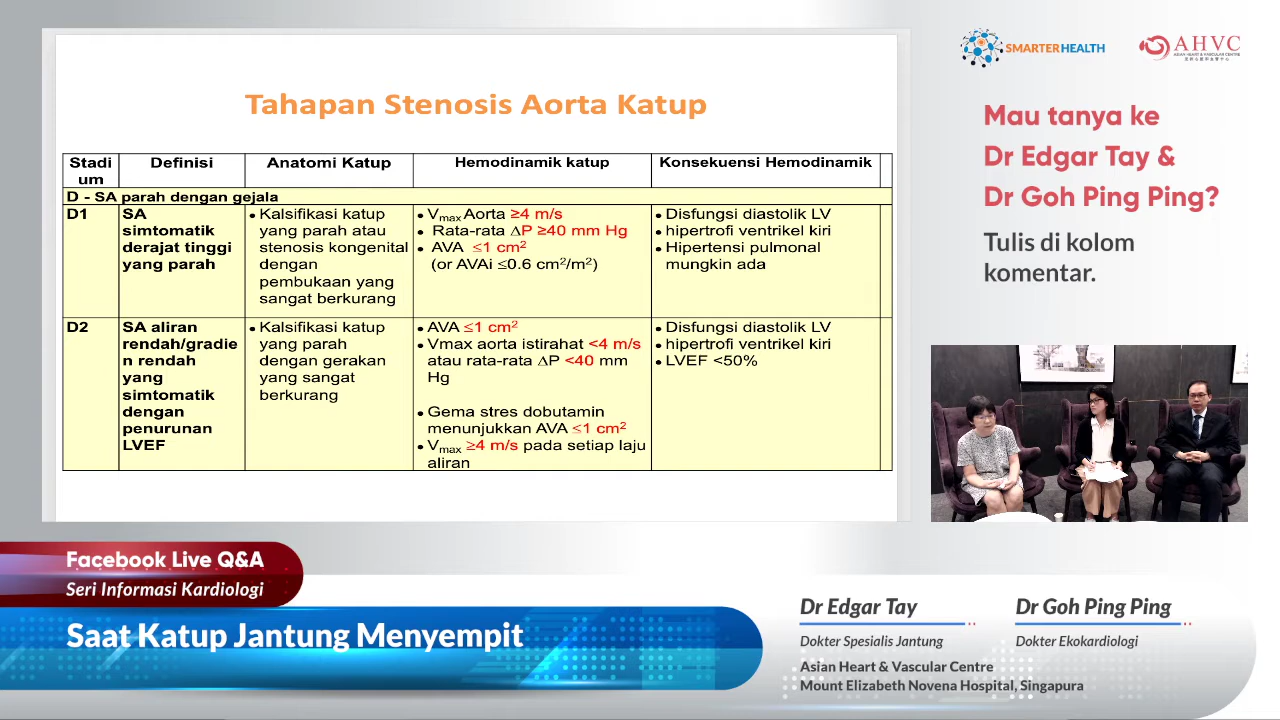 Tahapan Stenosis Aorta Katup
Stadi
um
Definisi
Anatomi Katup
Hemodinamik katup
Konsekuensi Hemodinamik
D - SA parah dengan gejala
D1
SA
simtomatik
derajat tinggi
yang parah
• Kalsifikasi katup
yang parah atau
stenosis kongenital
dengan
pembukaan yang
sangat berkurang
• Vmax Aorta ≥4 m/s
• Rata-rata ∆P ≥40 mm Hg
• AVA ≤1 cm²
(or AVAi ≤0.6 cm²/m²)
• Disfungsi diastolik LV
• hipertrofi ventrikel kiri
• Hipertensi pulmonal
mungkin ada
D2
SA aliran
rendah/gradie
n rendah
yang
simtomatik
dengan
penurunan
LVEF
• Kalsifikasi katup
yang parah
dengan gerakan
yang sangat
berkurang
• AVA ≤1 cm²
• Vmax aorta istirahat <4 m/s
atau rata-rata ∆P <40 mm
Hg
• Gema stres dobutamin
menunjukkan AVA ≤1 cm²
• Vmax ≥4 m/s pada setiap laju
aliran
• Disfungsi diastolik LV
• hipertrofi ventrikel kiri
• LVEF <50%
SMARTERHEALTH
AHVC
ASIAN HEART & VASCULAR CENTRE
Mau tanya ke
Dr Edgar Tay &
Dr Goh Ping Ping?
Tulis di kolom
komentar.
Facebook Live Q&A
Seri Informasi Kardiologi
Saat Katup Jantung Menyempit
Dr Edgar Tay
Dokter Spesialis Jantung
Dr Goh Ping Ping
Dokter Ekokardiologi
Asian Heart & Vascular Centre
Mount Elizabeth Novena Hospital, Singapura